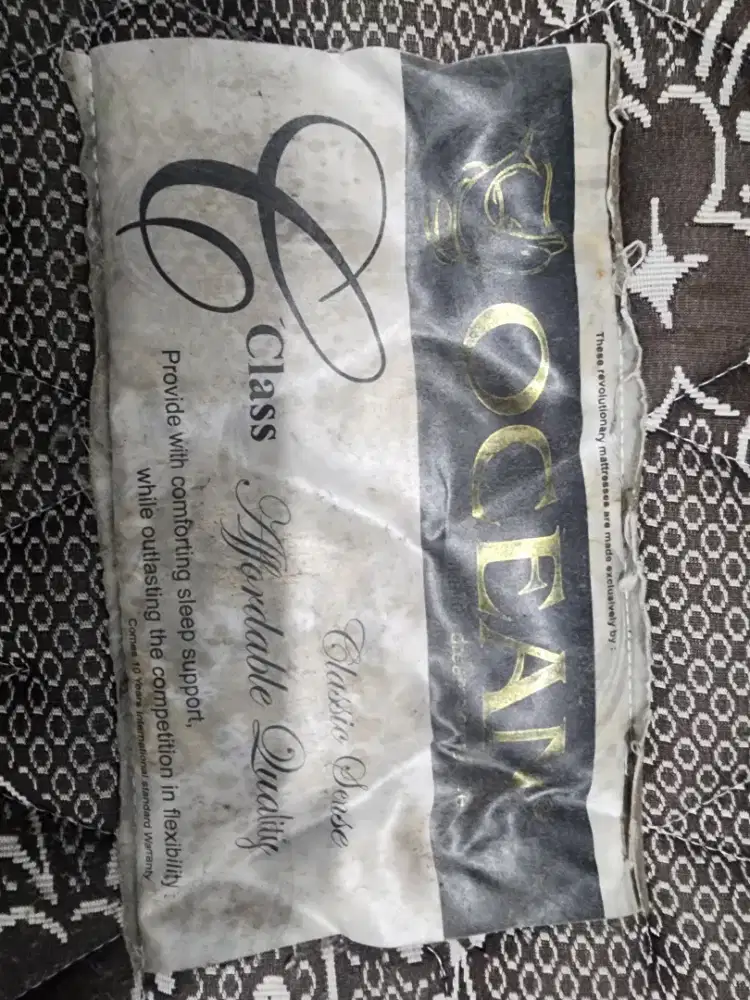 These revolutionary mattresses are made exclusively by :
OCEAN
Classic Sense
C Class Affordable Quality
Provide with comforting sleep support,
while outlasting the competition in flexibility
Comes 10 Years International standard Warranty